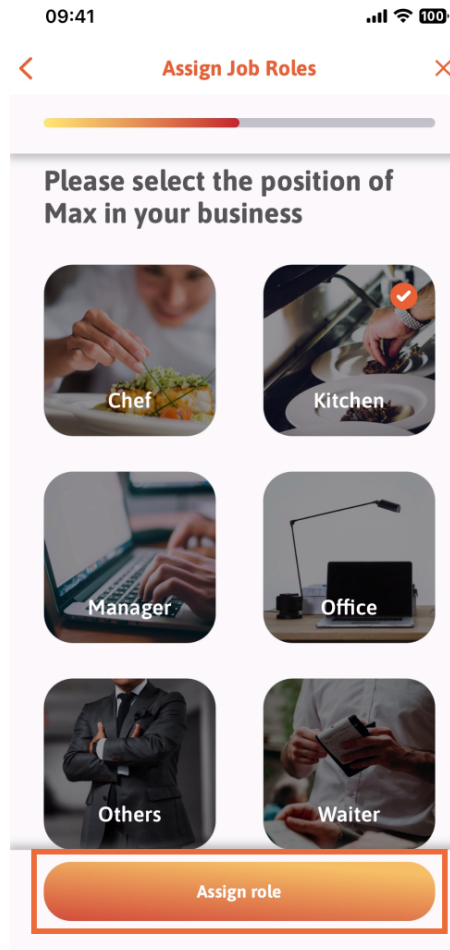 09:41
100
Assign Job Roles
Please select the position of
Max in your business
Chef
Kitchen
Manager
Office
Others
Waiter
Assign role